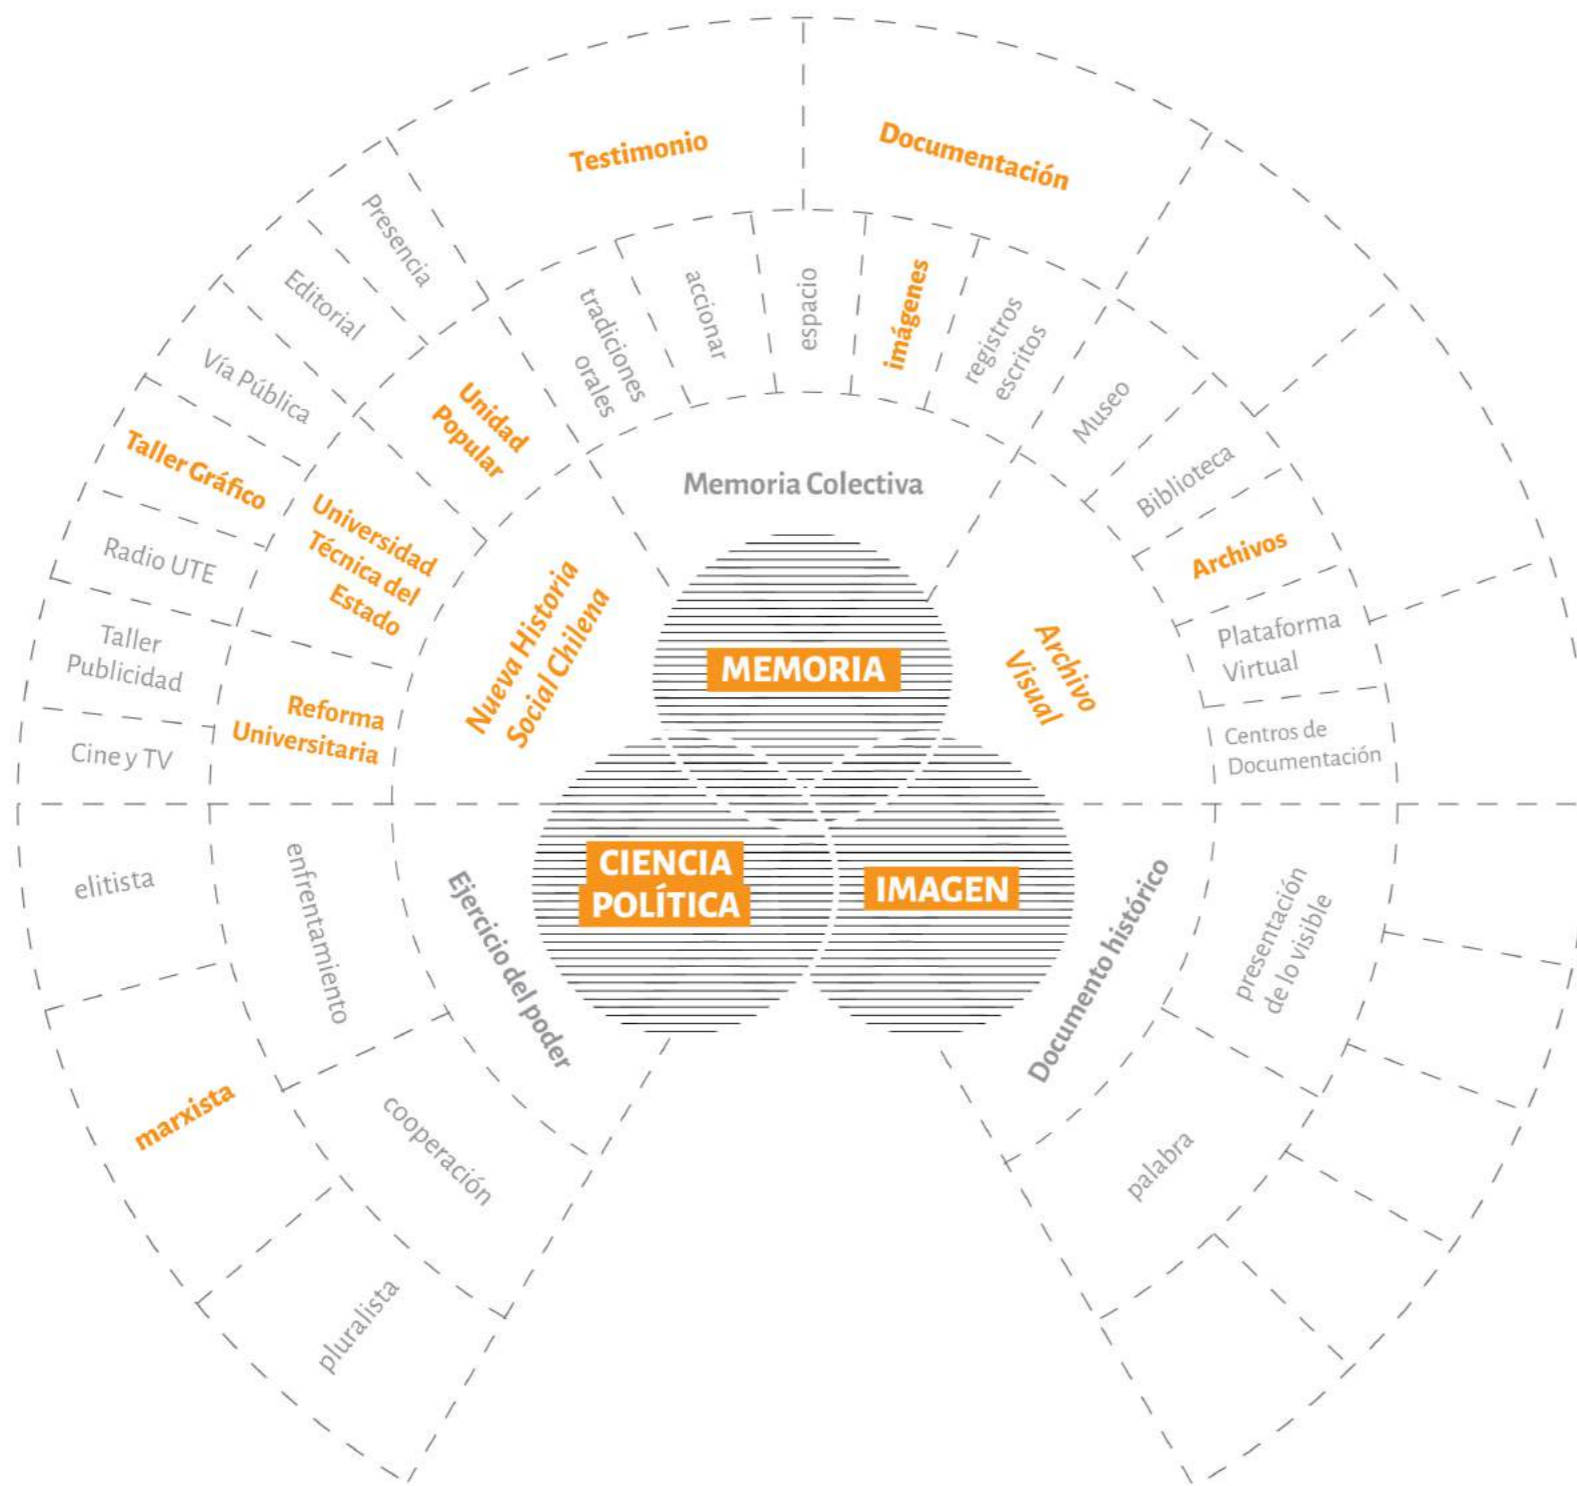 Testimonio
Documentación
Presencia
Editorial
Vía Pública
Taller Gráfico
Radio UTE
Taller
Publicidad
Cine y TV
elitista
marxista
pluralista
Unidad
Popular
Universidad
Técnica del
Estado
Reforma
Universitaria
enfrentamiento
cooperación
tradiciones
orales
accionar
espacio
imágenes
registros
escritos
Museo
Biblioteca
Archivos
Plataforma
Virtual
Centros de
Documentación
presentación
de lo visible
palabra
Memoria Colectiva
Nueva Historia
Social Chilena
Archivo
Visual
Ejercicio del poder
Documento histórico
MEMORIA
CIENCIA
POLÍTICA
IMAGEN